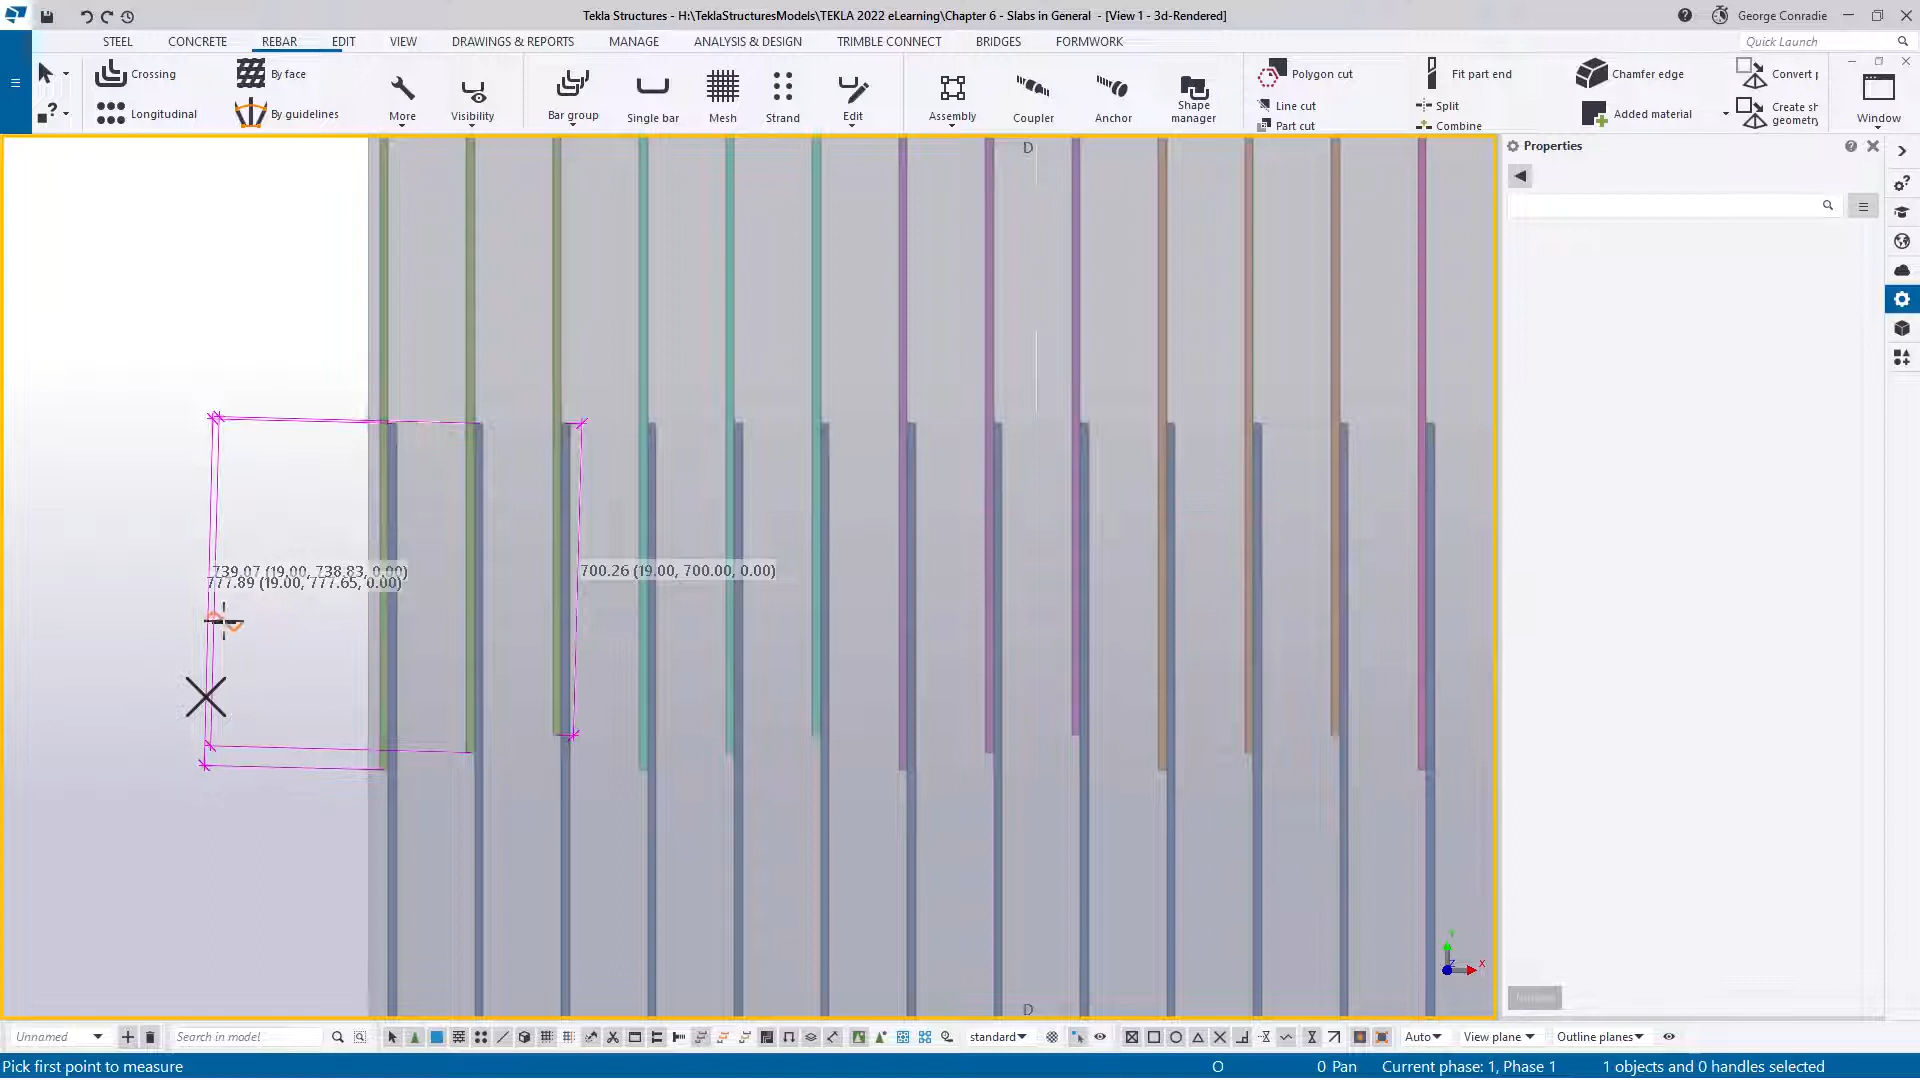 Tekla Structures - H:\TeklaStructuresModels\TEKLA 2022 eLearning\Chapter 6 - Slabs in General - [View 1 - 3d-Rendered]
George Conradie
STEEL CONCRETE REBAR EDIT VIEW DRAWINGS & REPORTS MANAGE ANALYSIS & DESIGN TRIMBLE CONNECT BRIDGES FORMWORK
Quick Launch
Crossing By face Polygon cut Fit part end Chamfer edge Convert p
Longitudinal By guidelines More Visibility Bar group Single bar Mesh Strand Edit Assembly Coupler Anchor Shape manager
Line cut Split Added material Create sh geometry Window
Part cut Combine
D
Properties
739.07 (19.00, 738.83, 0.00)
777.89 (19.00, 777.65, 0.00)
700.26 (19.00, 700.00, 0.00)
X
Z
D
Unnamed Search in model standard Auto View plane Outline planes
Pick first point to measure O 0 Pan Current phase: 1, Phase 1 1 objects and 0 handles selected